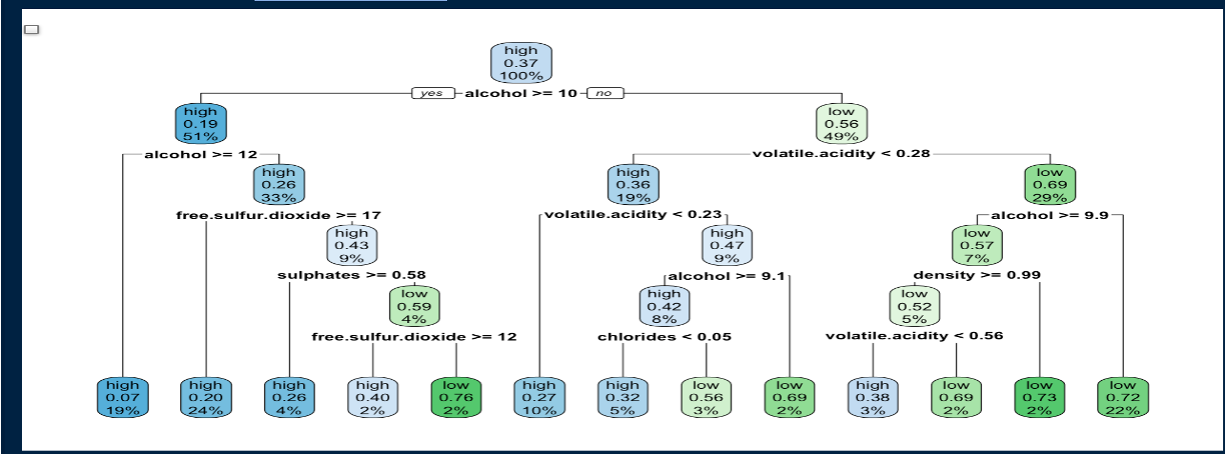 high
0.37
100%
yes alcohol >= 10 no
high
0.19
51%
low
0.56
49%
alcohol >= 12
volatile.acidity < 0.28
high
0.26
33%
high
0.36
19%
low
0.69
29%
free.sulfur.dioxide >= 17
volatile.acidity < 0.23
alcohol >= 9.9
high
0.43
9%
high
0.47
9%
low
0.57
7%
sulphates >= 0.58
alcohol >= 9.1
density >= 0.99
low
0.59
4%
high
0.42
8%
low
0.52
5%
free.sulfur.dioxide >= 12
chlorides < 0.05
volatile.acidity < 0.56
high
0.07
19%
high
0.20
24%
high
0.26
4%
high
0.40
2%
low
0.76
2%
high
0.27
10%
high
0.32
5%
low
0.56
3%
low
0.69
2%
high
0.38
3%
low
0.69
2%
low
0.73
2%
low
0.72
22%